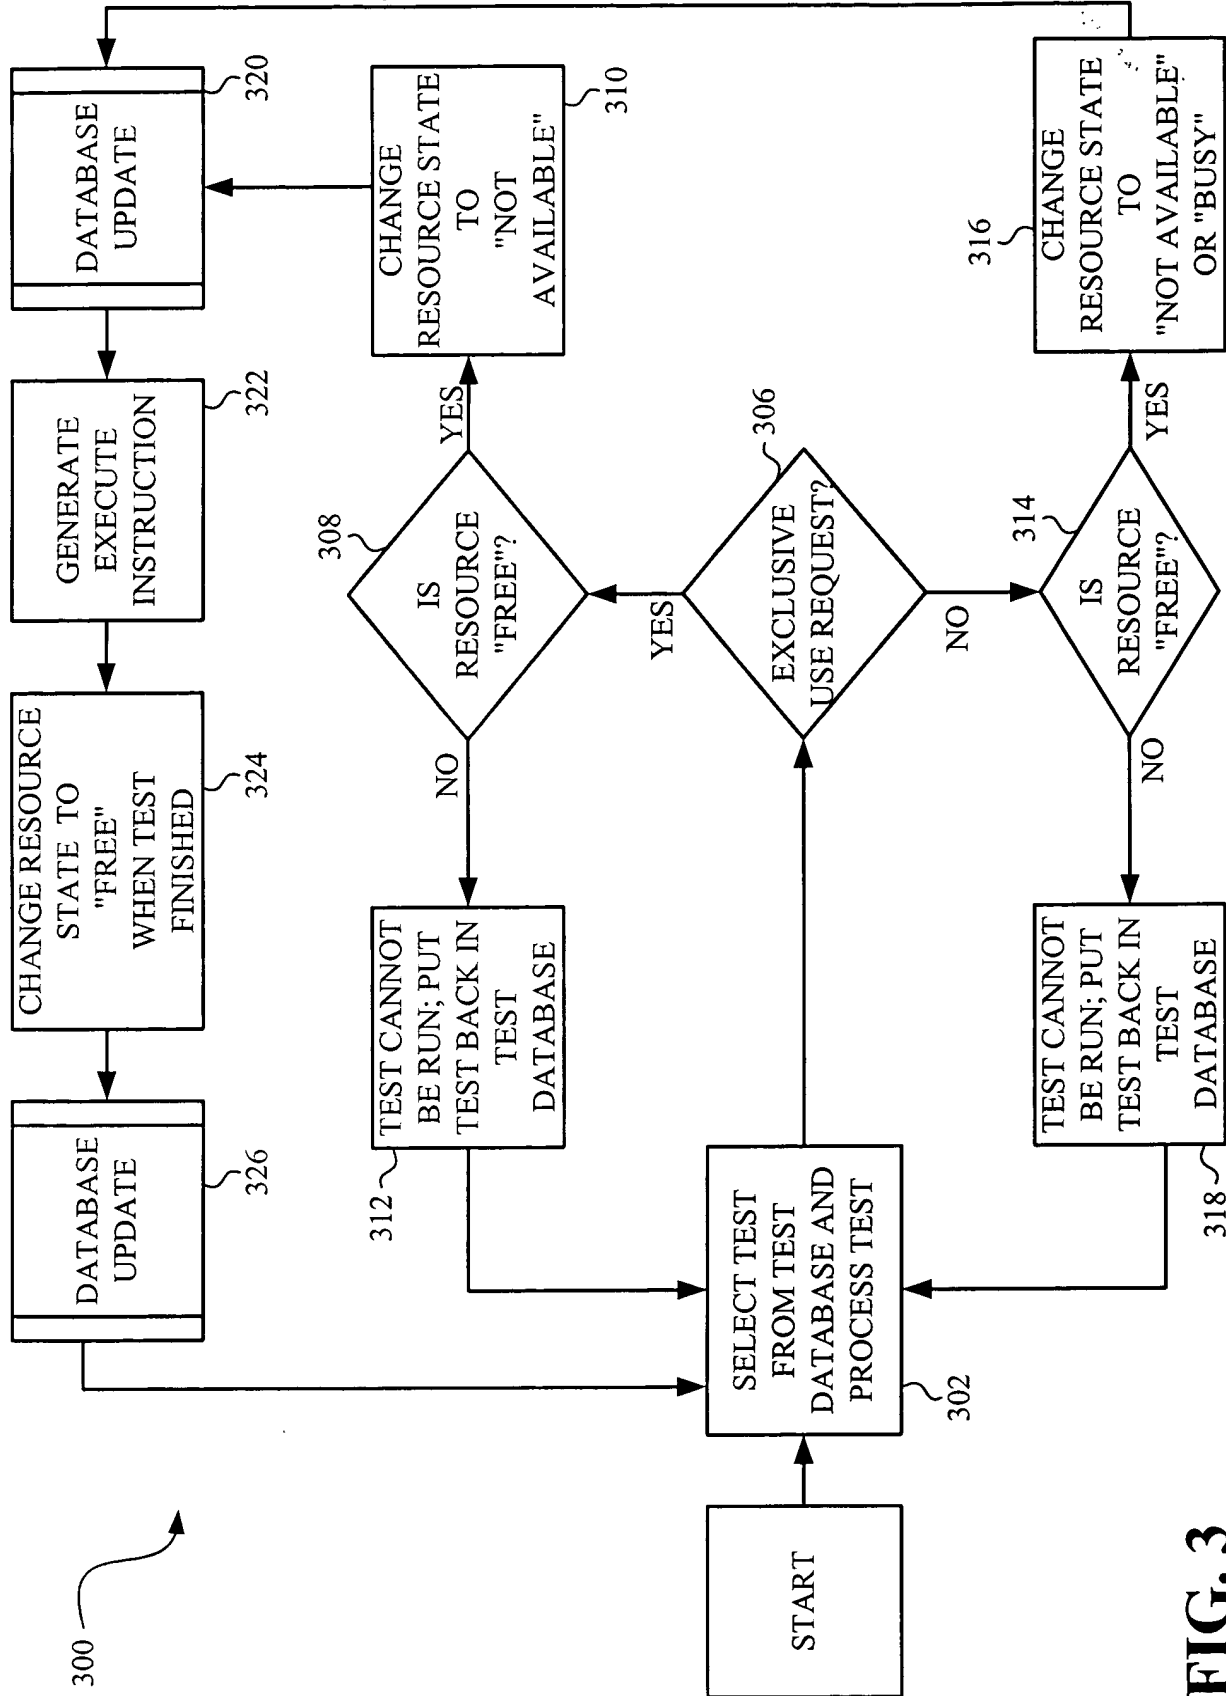 300
START
SELECT TEST
FROM TEST
DATABASE AND
PROCESS TEST
302
EXCLUSIVE
USE REQUEST?
306
YES
NO
IS
RESOURCE
"FREE"?
308
YES
NO
CHANGE
RESOURCE STATE
TO
"NOT
AVAILABLE"
310
TEST CANNOT
BE RUN; PUT
TEST BACK IN
TEST
DATABASE
312
IS
RESOURCE
"FREE"?
314
YES
NO
CHANGE
RESOURCE STATE
TO
"NOT AVAILABLE"
OR "BUSY"
316
TEST CANNOT
BE RUN; PUT
TEST BACK IN
TEST
DATABASE
318
DATABASE
UPDATE
320
GENERATE
EXECUTE
INSTRUCTION
322
CHANGE RESOURCE
STATE TO
"FREE"
WHEN TEST
FINISHED
324
DATABASE
UPDATE
326
FIG. 3